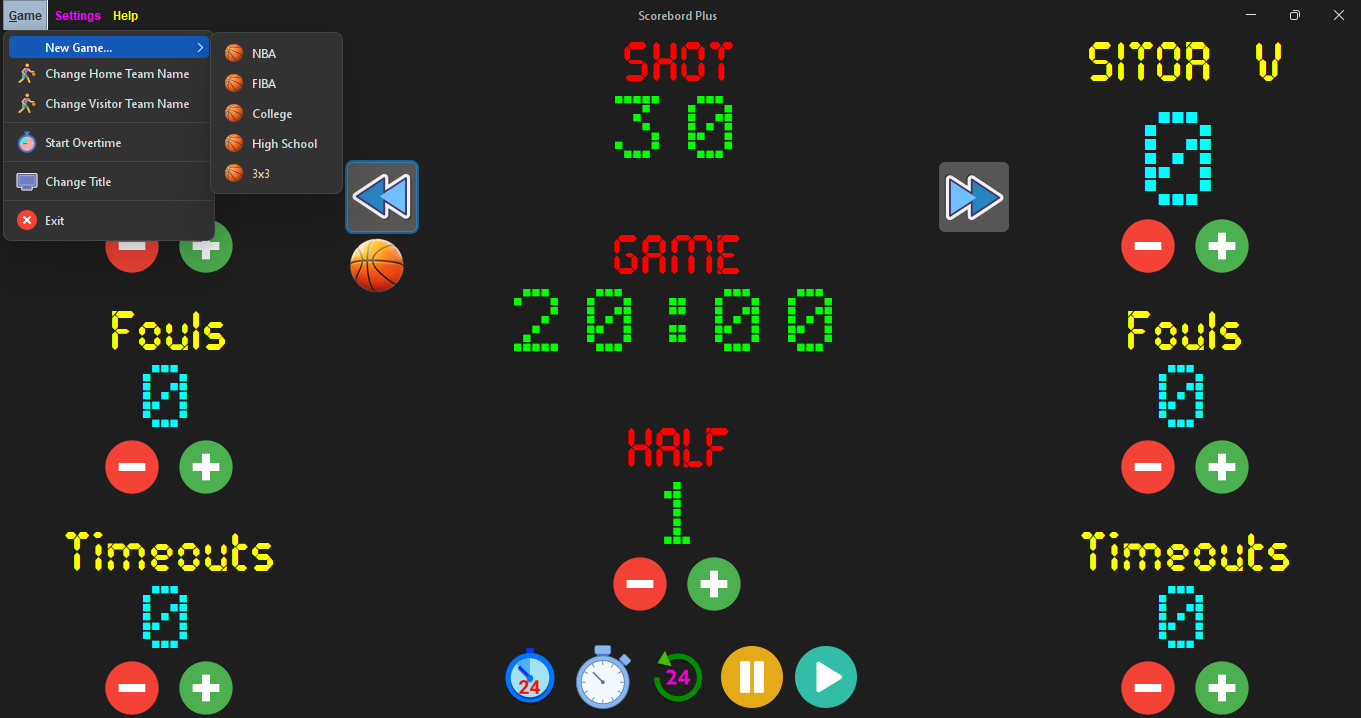 Game Settings Help
Scorebord Plus
New Game...
Change Home Team Name
Change Visitor Team Name
Start Overtime
Change Title
Exit
NBA
FIBA
College
High School
3x3
SHOT
30
SITOR V
0
GAME
20:00
Fouls
0
Fouls
0
HALF
1
Timeouts
0
Timeouts
0
24
24